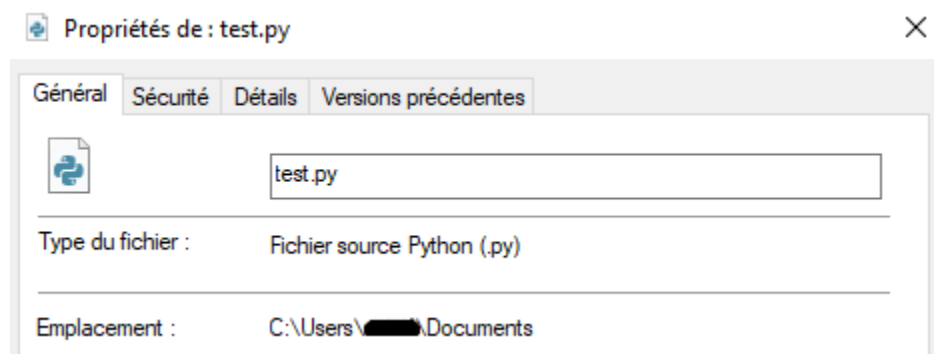 Propriétés de : test.py
Général Sécurité Détails Versions précédentes
test.py
Type du fichier : Fichier source Python (.py)
Emplacement : C:\Users\ \Documents